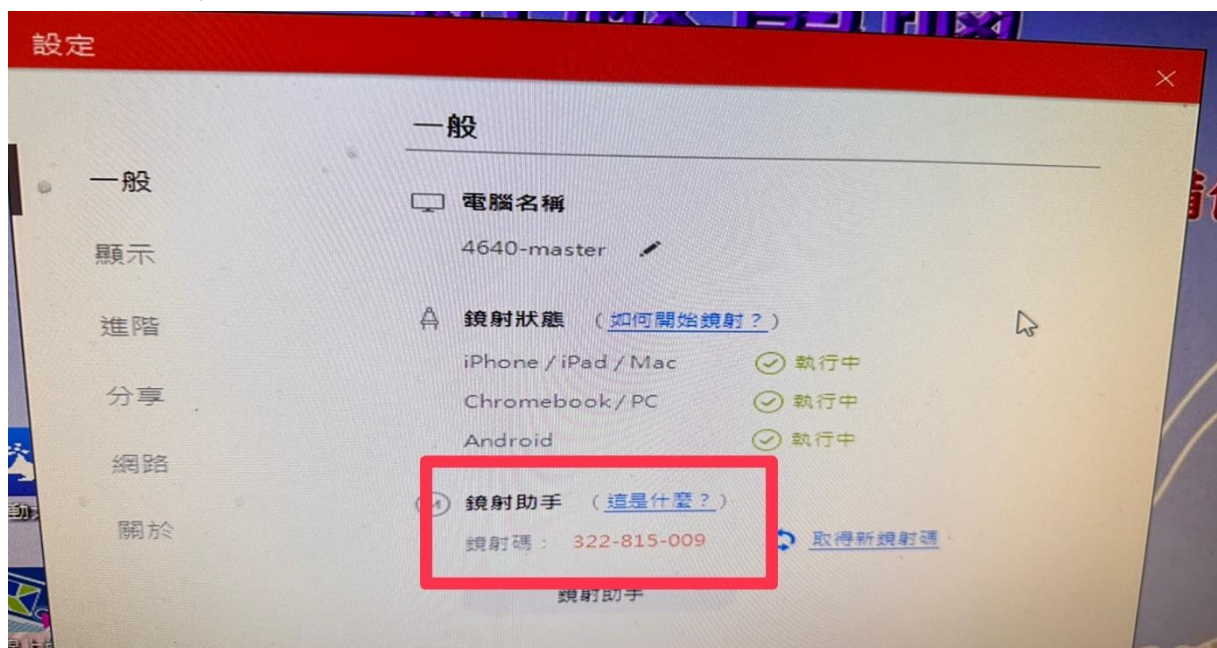 設定
一般
一般
顯示
進階
分享
網路
關於
電腦名稱
4640-master
鏡射狀態 (如何開始鏡射?)
iPhone / iPad / Mac 執行中
Chromebook / PC 執行中
Android 執行中
鏡射助手 (這是什麼?)
鏡射碼: 322-815-009 取得新鏡射碼
鏡射助手